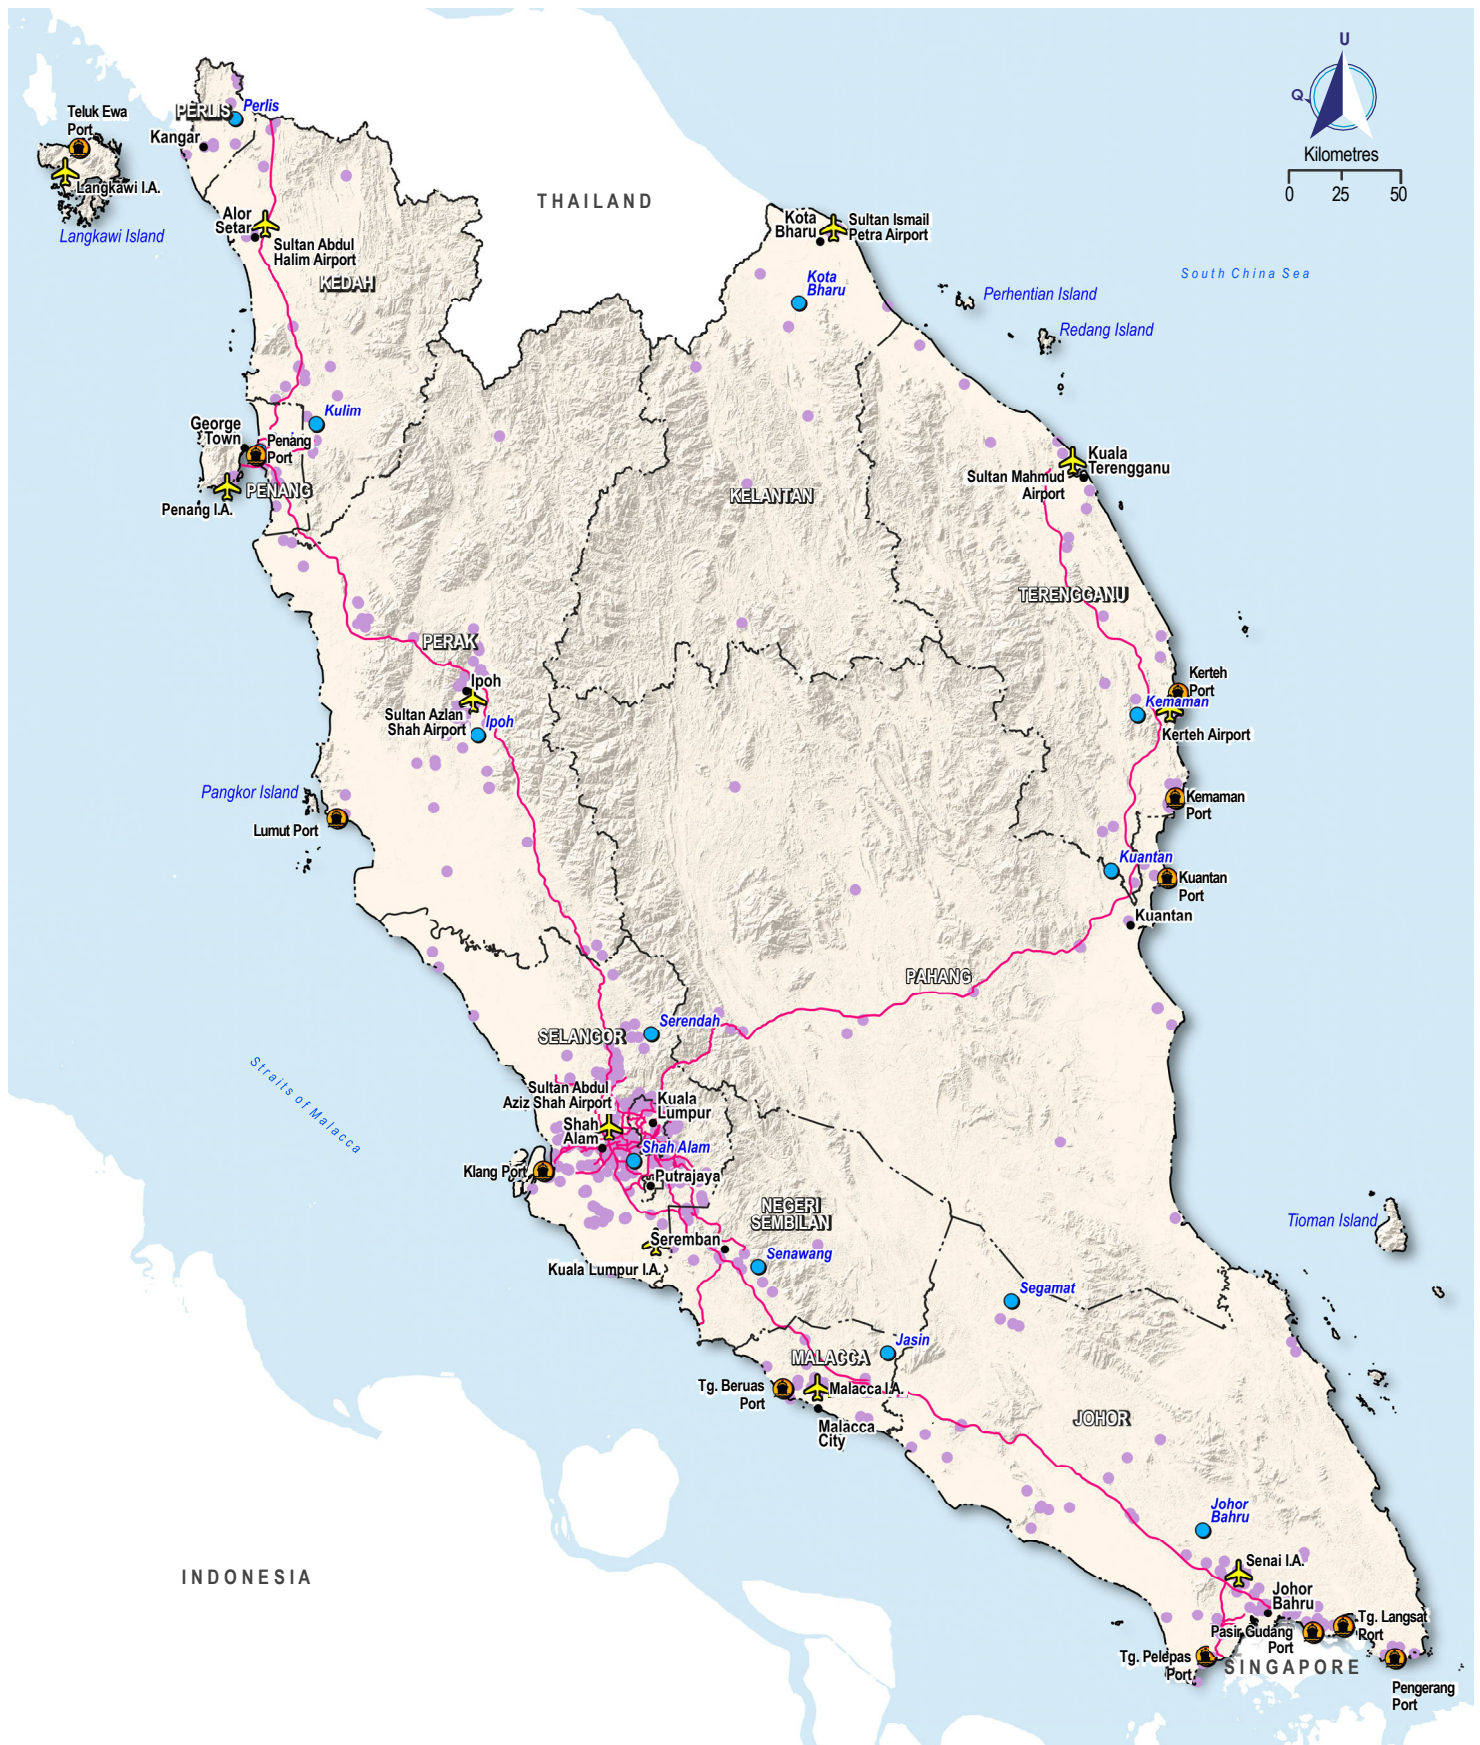 U
Q
Kilometres
0 25 50
Teluk Ewa
Port
PERLIS
Perlis
Kangar
Langkawi I.A.
Langkawi Island
THAILAND
Alor
Setar
Sultan Abdul
Halim Airport
KEDAH
Kota
Bharu
Sultan Ismail
Petra Airport
Kota
Bharu
South China Sea
Perhentian Island
Redang Island
Kulim
George
Town
Penang
Port
PENANG
Penang I.A.
KELANTAN
Kuala
Terengganu
Sultan Mahmud
Airport
TERENGGANU
PERAK
Ipoh
Sultan Azlan
Shah Airport
Ipoh
Kerteh
Port
Kemaman
Kerteh Airport
Pangkor Island
Lumut Port
Kemaman
Port
Kuantan
Kuantan
Port
Kuantan
PAHANG
SELANGOR
Serendah
Straits of Malacca
Sultan Abdul
Aziz Shah Airport
Kuala
Lumpur
Shah
Alam
Shah Alam
Klang Port
Putrajaya
NEGERI
SEMBILAN
Seremban
Senawang
Kuala Lumpur I.A.
Tioman Island
Segamat
Jasin
MALACCA
Tg. Beruas
Port
Malacca I.A.
Malacca
City
JOHOR
Johor
Bahru
INDONESIA
Senai I.A.
Johor
Bahru
Tg. Langsat
Port
Pasir Gudang
Port
Tg. Pelepas
Port
SINGAPORE
Pengerang
Port